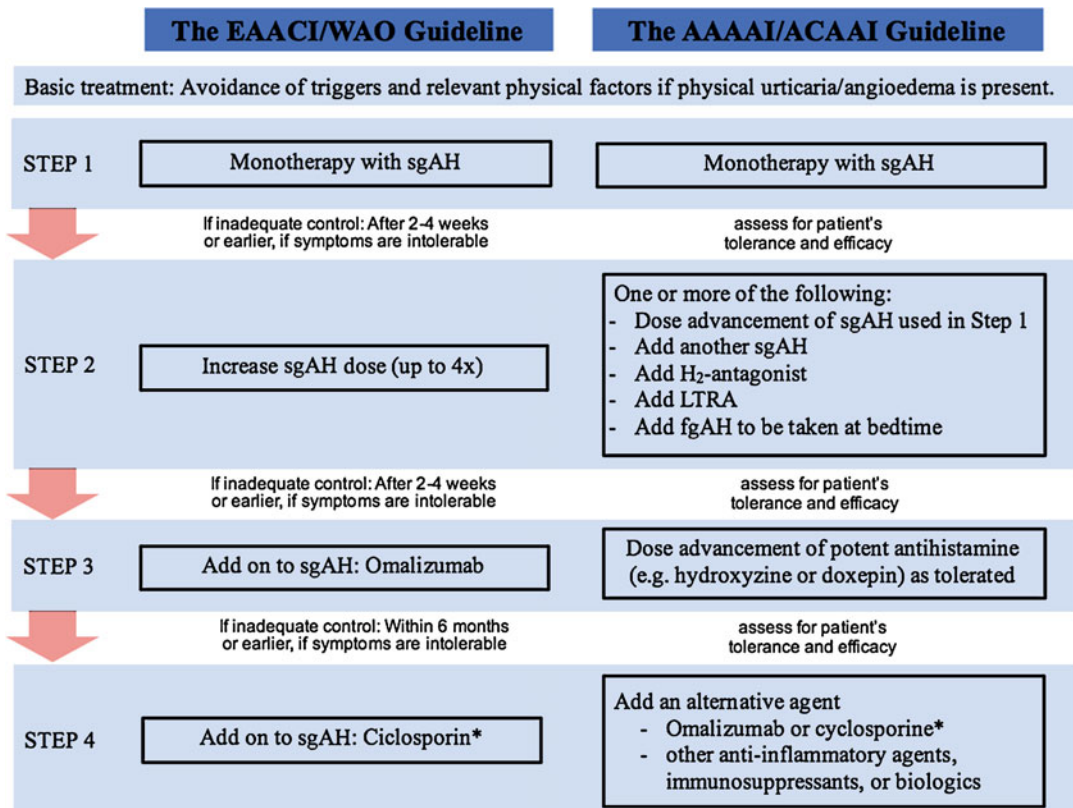 The EAACI/WAO Guideline
The AAAAI/ACAAI Guideline
Basic treatment: Avoidance of triggers and relevant physical factors if physical urticaria/angioedema is present.
STEP 1
Monotherapy with sgAH
Monotherapy with sgAH
If inadequate control: After 2-4 weeks
or earlier, if symptoms are intolerable
assess for patient's
tolerance and efficacy
STEP 2
Increase sgAH dose (up to 4x)
One or more of the following:
- Dose advancement of sgAH used in Step 1
- Add another sgAH
- Add H₂-antagonist
- Add LTRA
- Add fgAH to be taken at bedtime
If inadequate control: After 2-4 weeks
or earlier, if symptoms are intolerable
assess for patient's
tolerance and efficacy
STEP 3
Add on to sgAH: Omalizumab
Dose advancement of potent antihistamine
(e.g. hydroxyzine or doxepin) as tolerated
If inadequate control: Within 6 months
or earlier, if symptoms are intolerable
assess for patient's
tolerance and efficacy
STEP 4
Add on to sgAH: Ciclosporin*
Add an alternative agent
- Omalizumab or cyclosporine*
- other anti-inflammatory agents,
immunosuppressants, or biologics